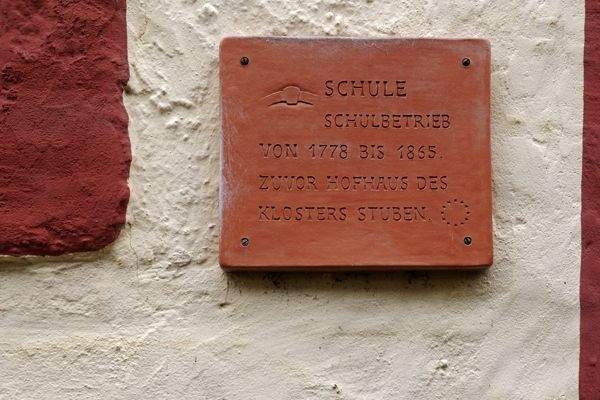 SCHULE
SCHULBETRIEB
VON 1778 BIS 1865.
ZUVOR HOFHAUS DES
KLOSTERS STUBEN.